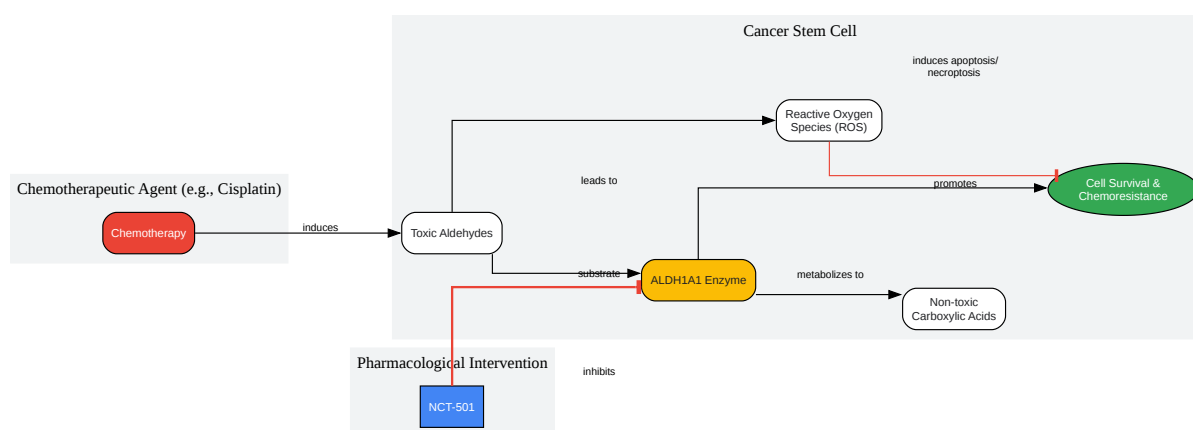 Cancer Stem Cell
induces apoptosis/
necroptosis
Reactive Oxygen
Species (ROS)
leads to
promotes
Cell Survival &
Chemoresistance
Chemotherapeutic Agent (e.g., Cisplatin)
Chemotherapy
induces
Toxic Aldehydes
substrate
ALDH1A1 Enzyme
metabolizes to
Non-toxic
Carboxylic Acids
Pharmacological Intervention
inhibits
NCT-501